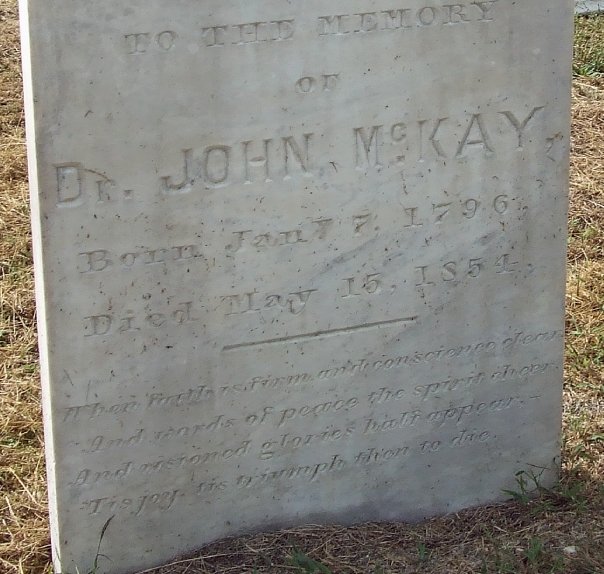 TO THE MEMORY
OF
Dr. JOHN McKAY,
Born Jany 7, 1796.
Died May 15, 1854.
When faith is firm and conscience clear
And words of peace the spirit cheer
And visioned glories half appear.—
'Tis joy, 'tis triumph then to die.